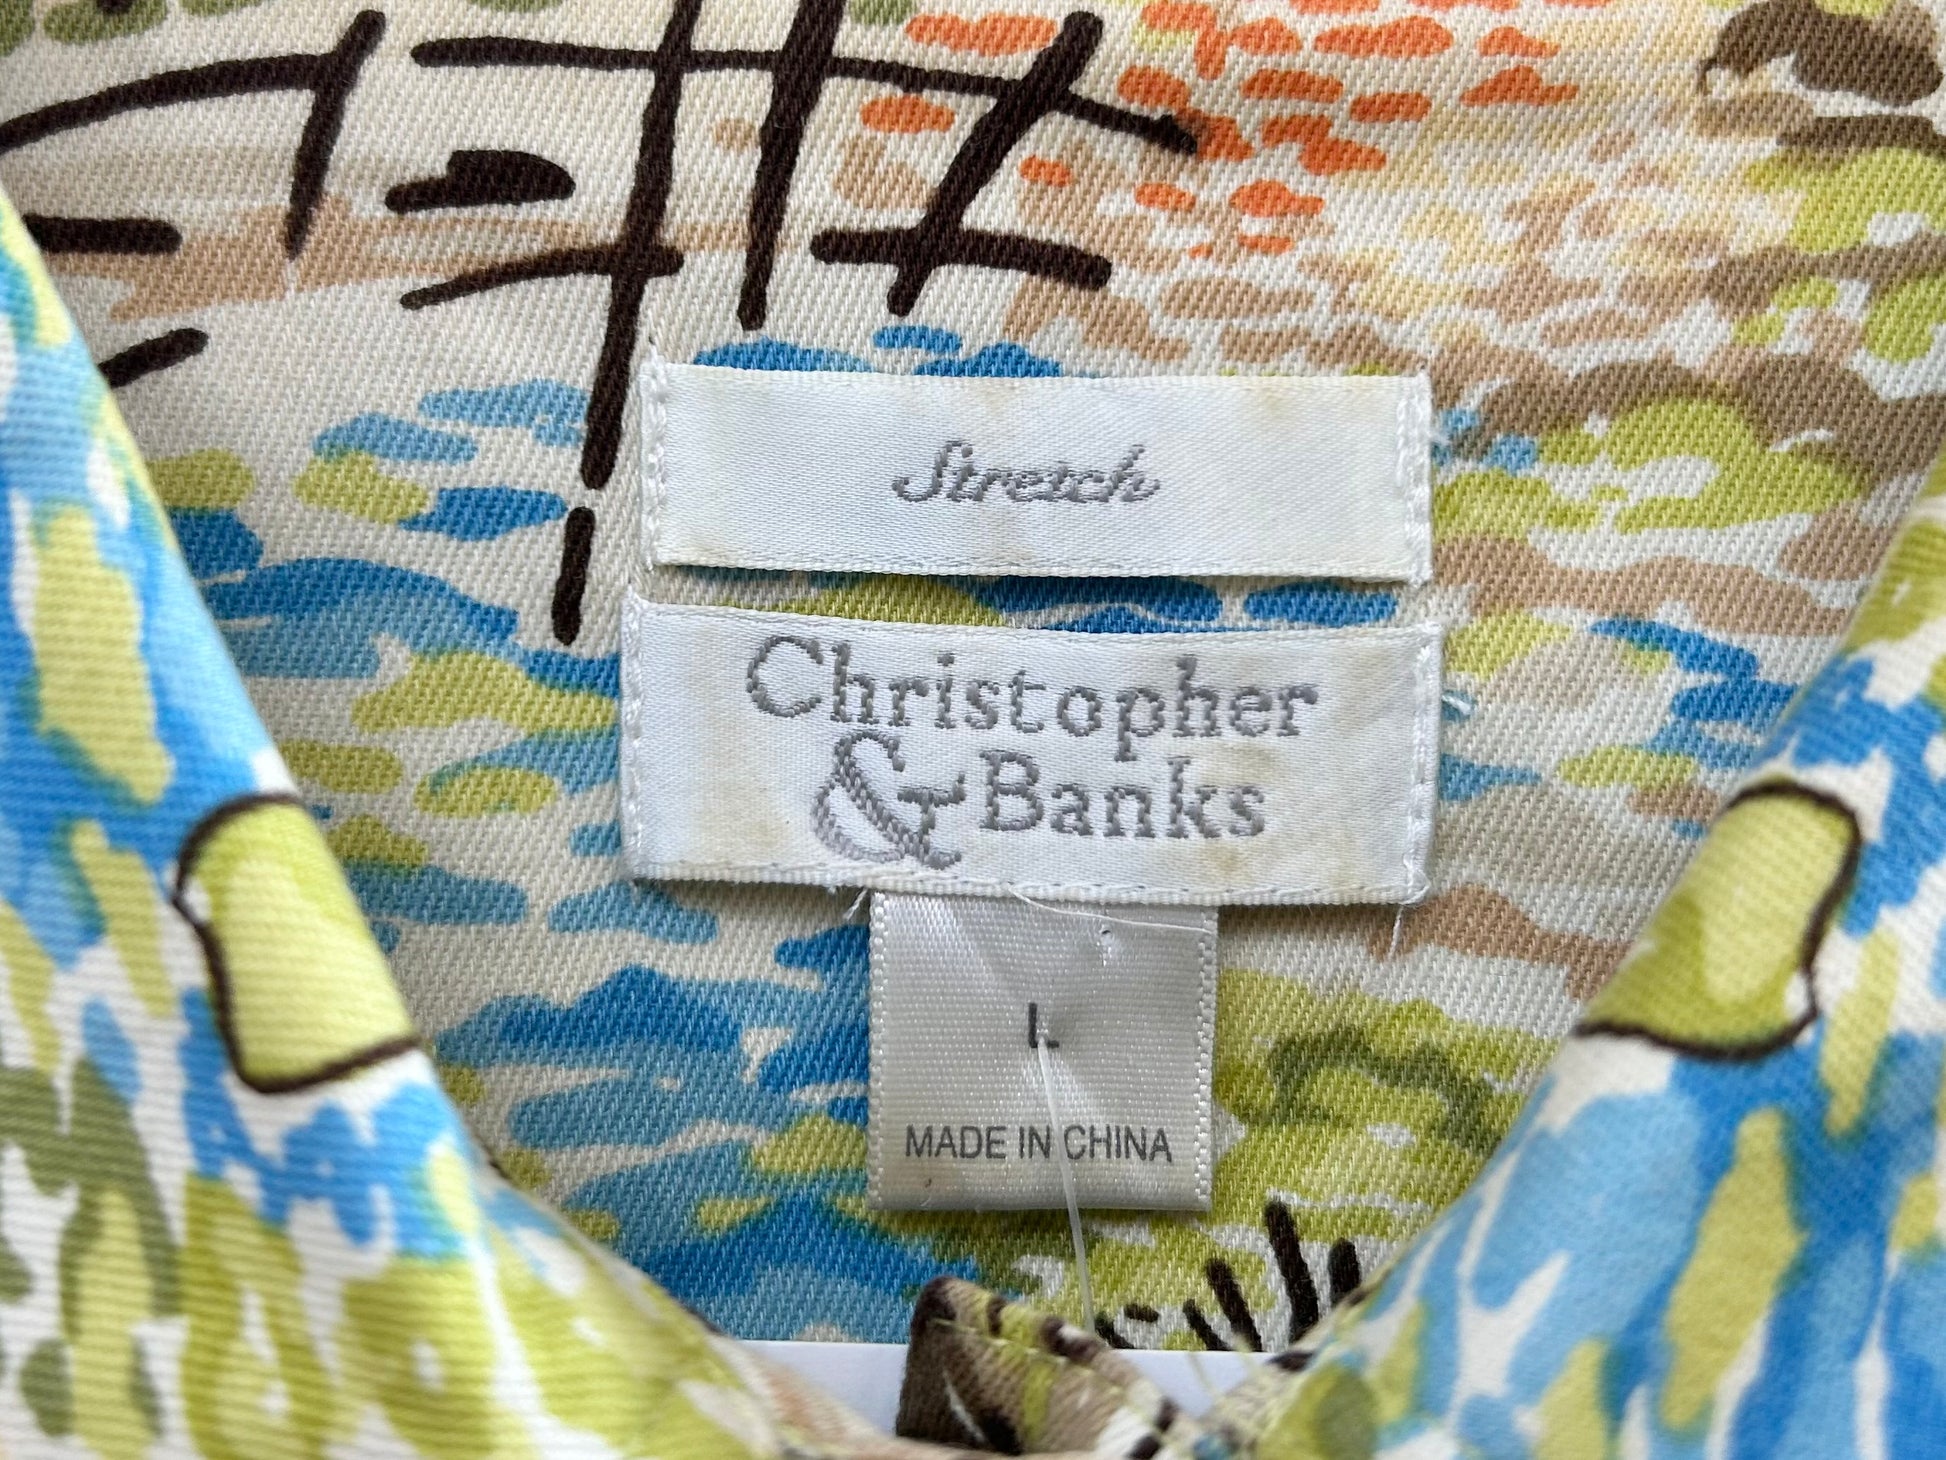 Stretch
Christopher
& Banks
L
MADE IN CHINA